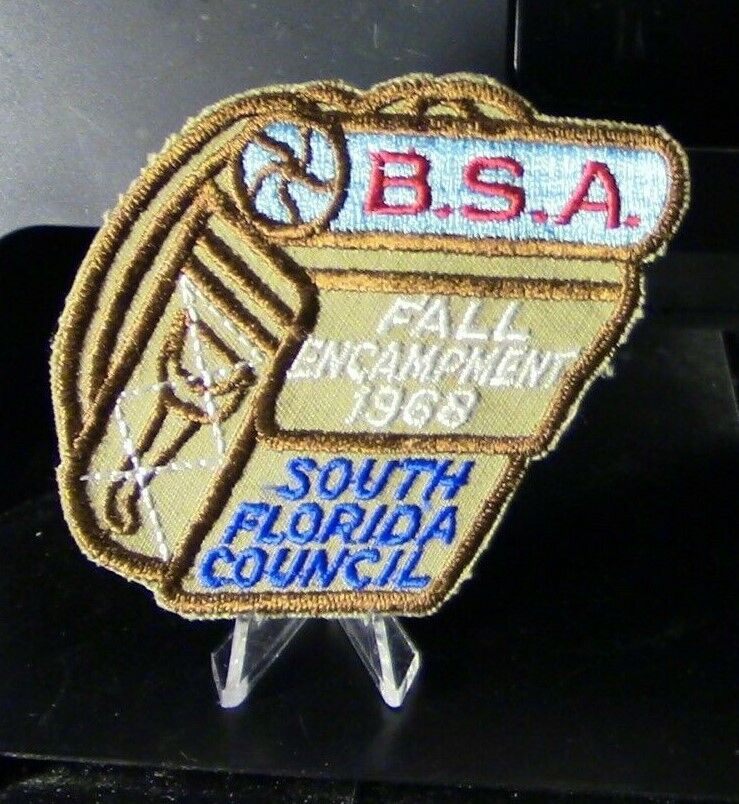 B.S.A.
FALL
ENCAMPMENT
1968
SOUTH
FLORIDA
COUNCIL